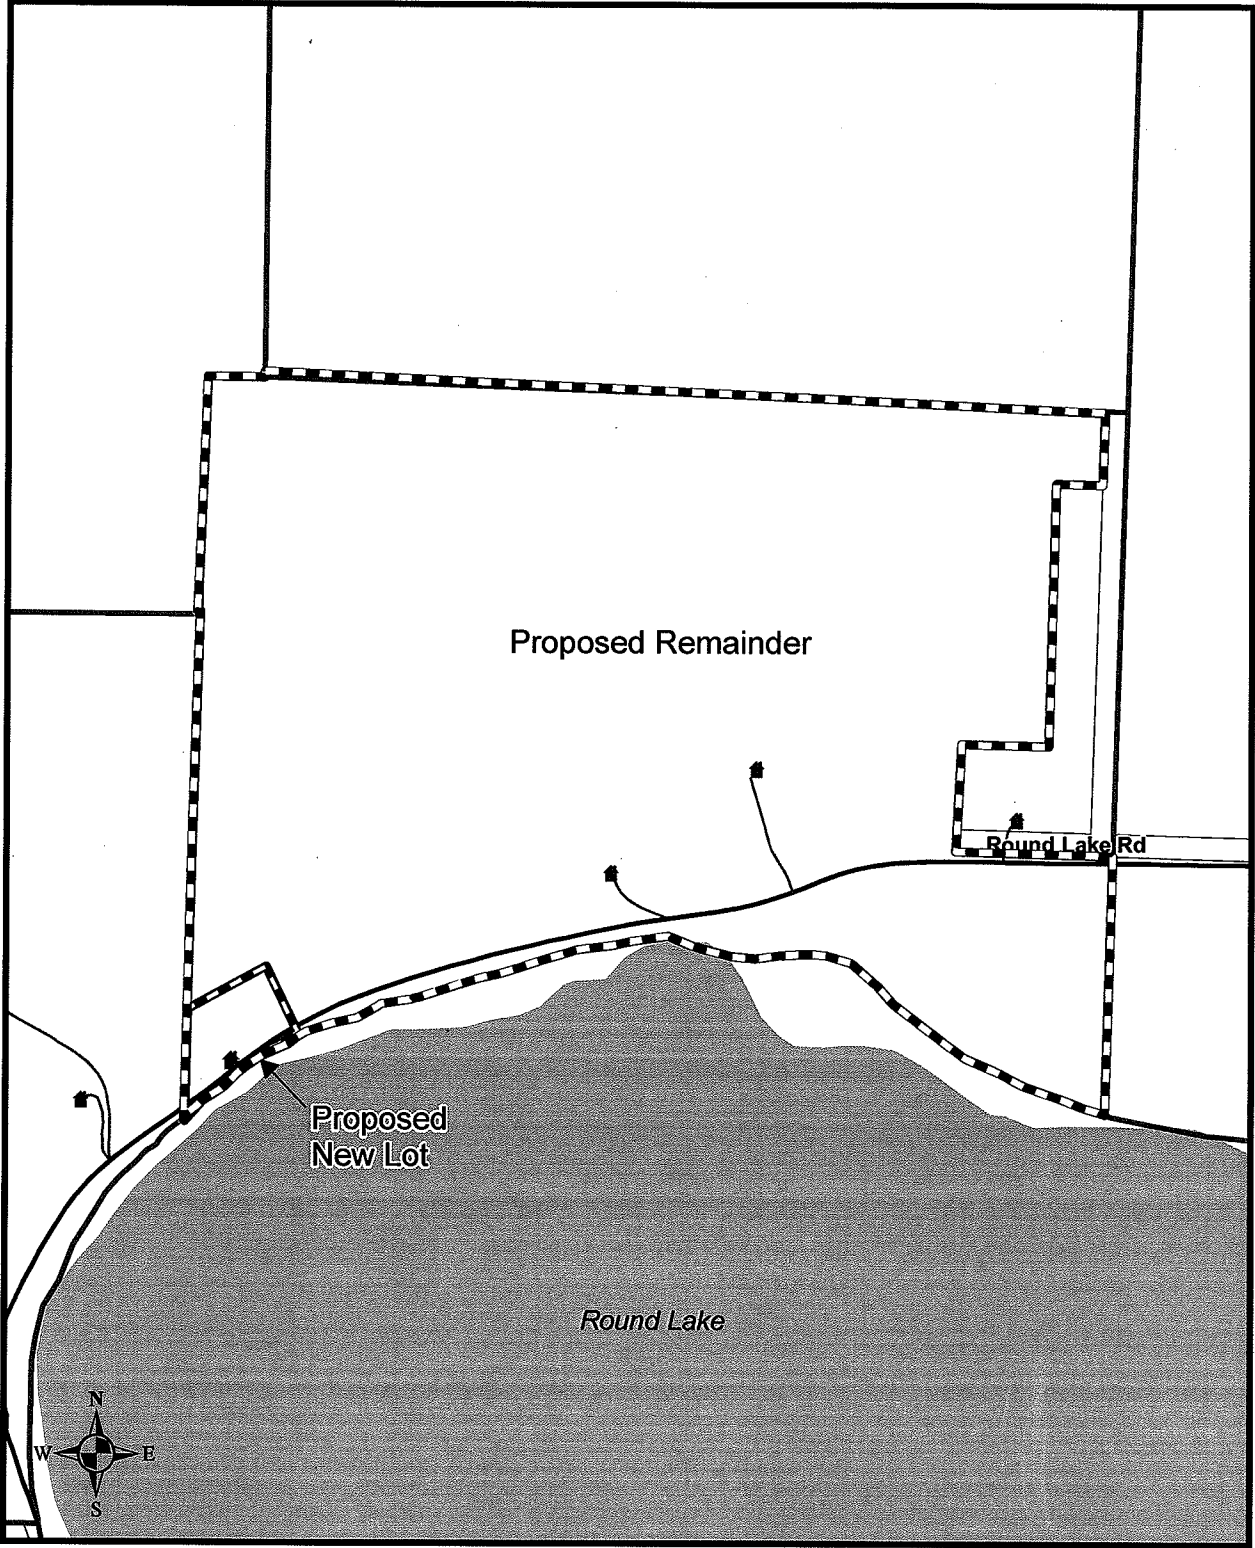 Proposed Remainder
Round Lake Rd
Proposed
New Lot
Round Lake
N
W E
S